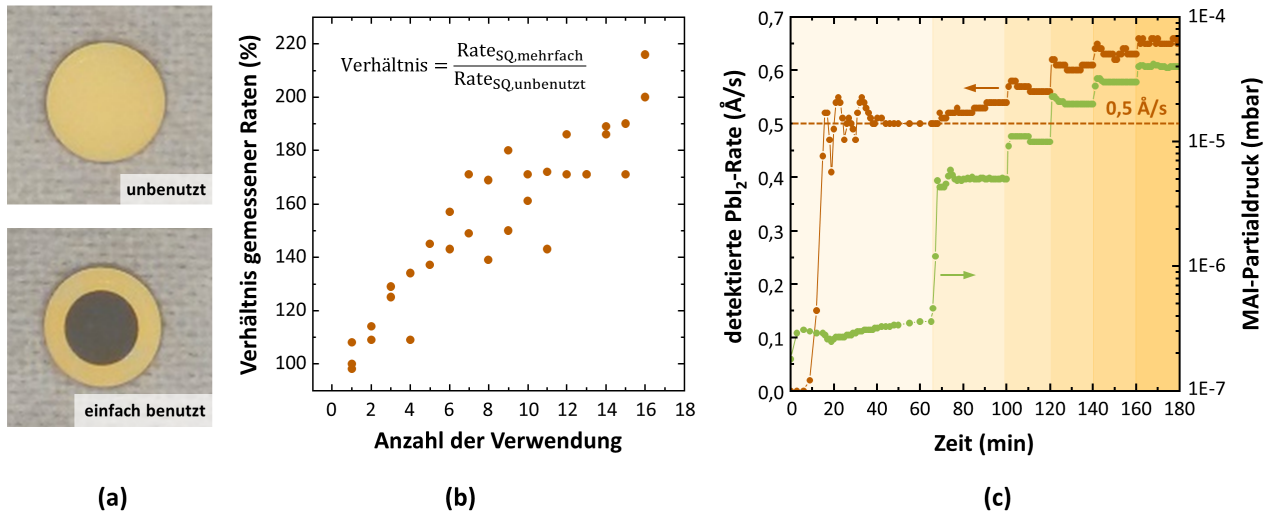 unbenutzt
einfach benutzt
(a)
Verhältnis gemessener Raten (%)
220
200
180
160
140
120
100
Verhältnis = Rate_SQ,mehrfach / Rate_SQ,unbenutzt
0 2 4 6 8 10 12 14 16 18
Anzahl der Verwendung
(b)
detektierte PbI₂-Rate (Å/s)
0,7
0,6
0,5
0,4
0,3
0,2
0,1
0,0
0,5 Å/s
0 20 40 60 80 100 120 140 160 180
Zeit (min)
1E-4
1E-5
1E-6
1E-7
MAI-Partialdruck (mbar)
(c)